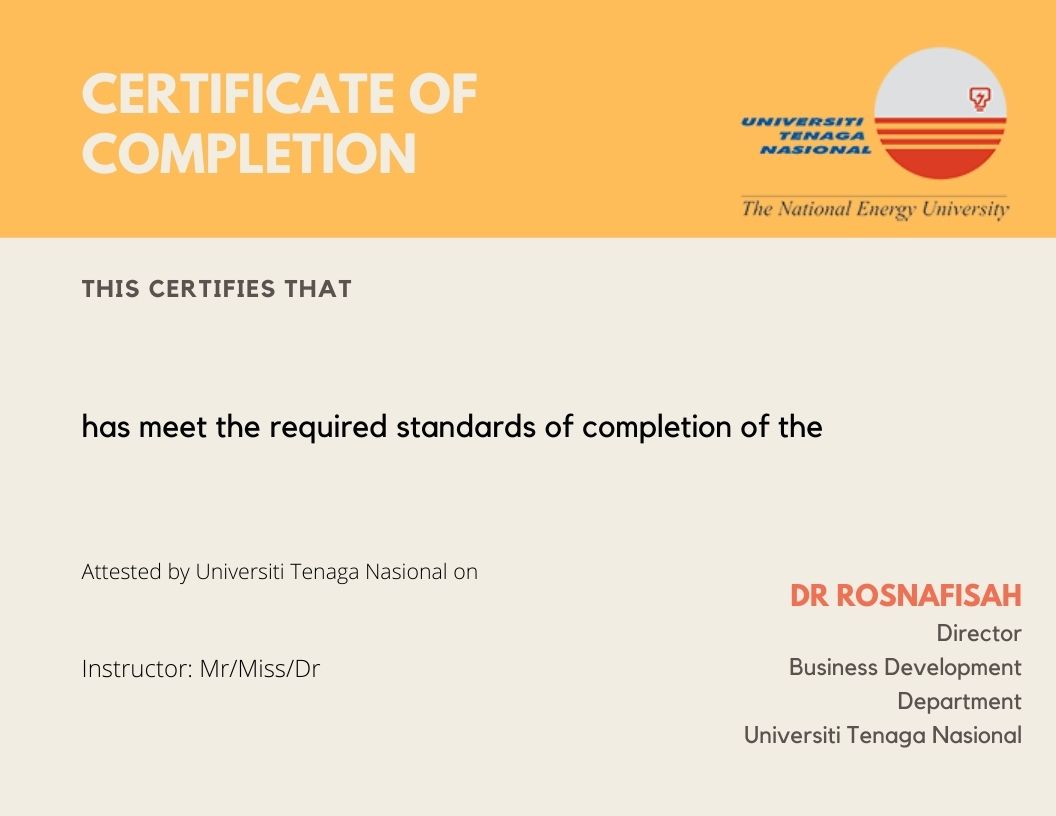 CERTIFICATE OF
COMPLETION
UNIVERSITI
TENAGA
NASIONAL
The National Energy University
THIS CERTIFIES THAT
has meet the required standards of completion of the
Attested by Universiti Tenaga Nasional on
Instructor: Mr/Miss/Dr
DR ROSNAFISAH
Director
Business Development
Department
Universiti Tenaga Nasional